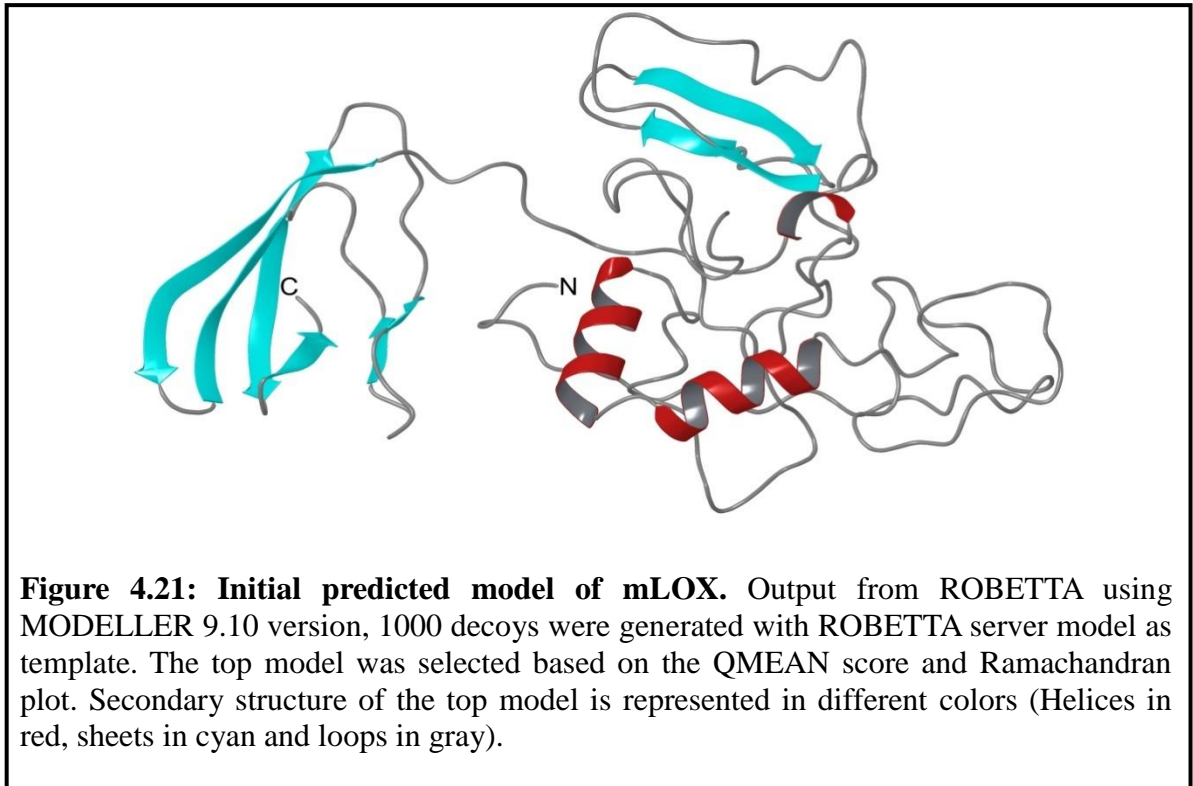 C
N
Figure 4.21: Initial predicted model of mLOX. Output from ROBETTA using
MODELLER 9.10 version, 1000 decoys were generated with ROBETTA server model as
template. The top model was selected based on the QMEAN score and Ramachandran
plot. Secondary structure of the top model is represented in different colors (Helices in
red, sheets in cyan and loops in gray).